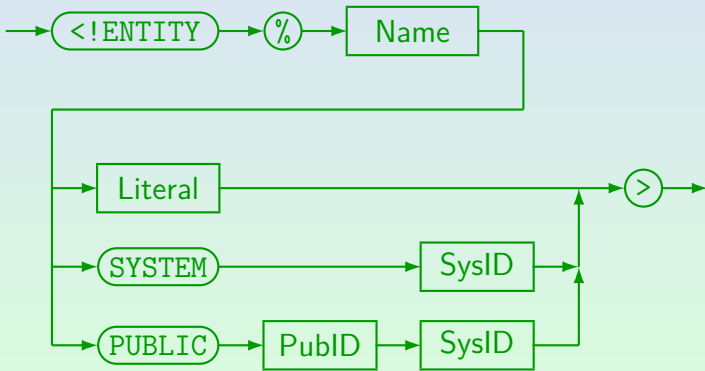 <!ENTITY % Name
Literal >
SYSTEM SysID
PUBLIC PubID SysID